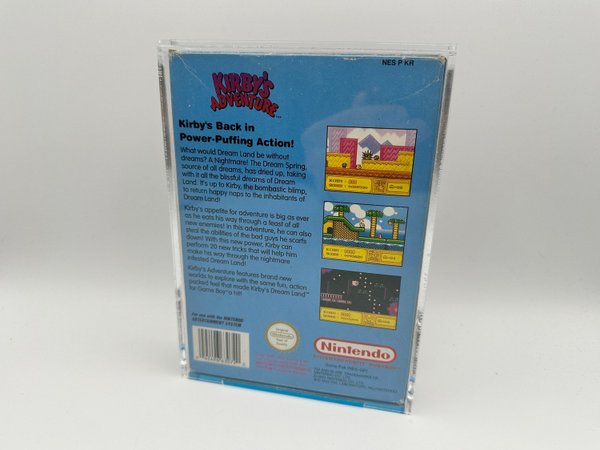 NES P KR
KIRBY'S
ADVENTURE™
Kirby's Back in
Power-Puffing Action!
What would Dream Land be without
dreams? A Nightmare! The Dream Spring,
source of all dreams, has dried up, taking
with it all the blissful dreams of Dream
Land. It's up to Kirby, the bombastic blimp,
to return happy naps to the inhabitants of
Dream Land!
Kirby's appetite for adventure is big as ever
as he eats his way through a feast of all
new enemies! In this adventure, he can also
steal the abilities of the bad guys he scarfs
down! With this new power, Kirby can
perform 20 new tricks that will help him
make his way through the nightmare
infested Dream Land!
Kirby's Adventure features brand new
worlds to explore with the same fun, action
packed feel that made Kirby's Dream Land™
for Game Boy® a hit!
For use with the NINTENDO
ENTERTAINMENT SYSTEM
Original
Nintendo
Seal of
Quality
Nintendo